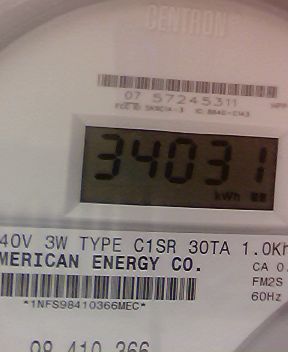 CENTRON®
07 57245311
34031
kWh
40V 3W TYPE C1SR 30TA 1.0Kh
MERICAN ENERGY CO.
CA 0.
FM2S
*1NFS98410366MEC*
60Hz
98 410 366